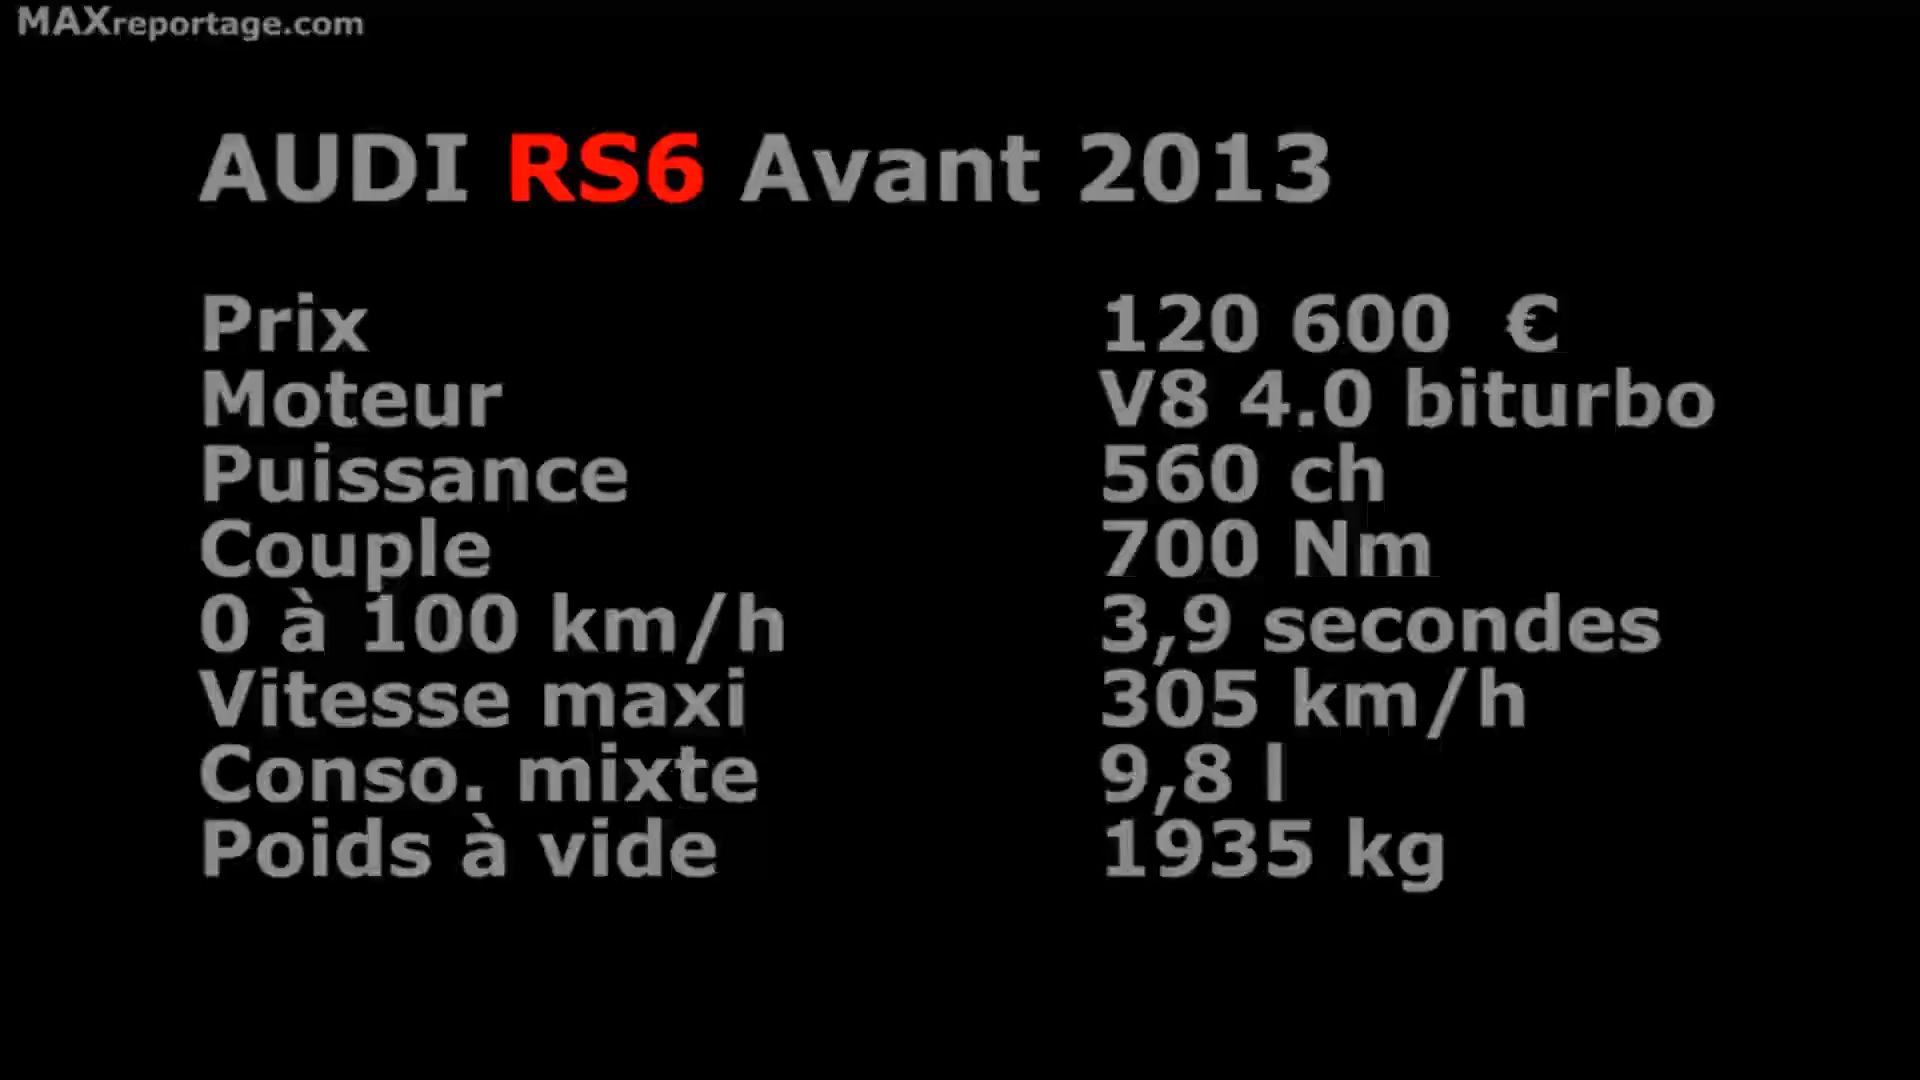 MAXreportage.com
AUDI RS6 Avant 2013
Prix 120 600 €
Moteur V8 4.0 biturbo
Puissance 560 ch
Couple 700 Nm
0 à 100 km/h 3,9 secondes
Vitesse maxi 305 km/h
Conso. mixte 9,8 l
Poids à vide 1935 kg